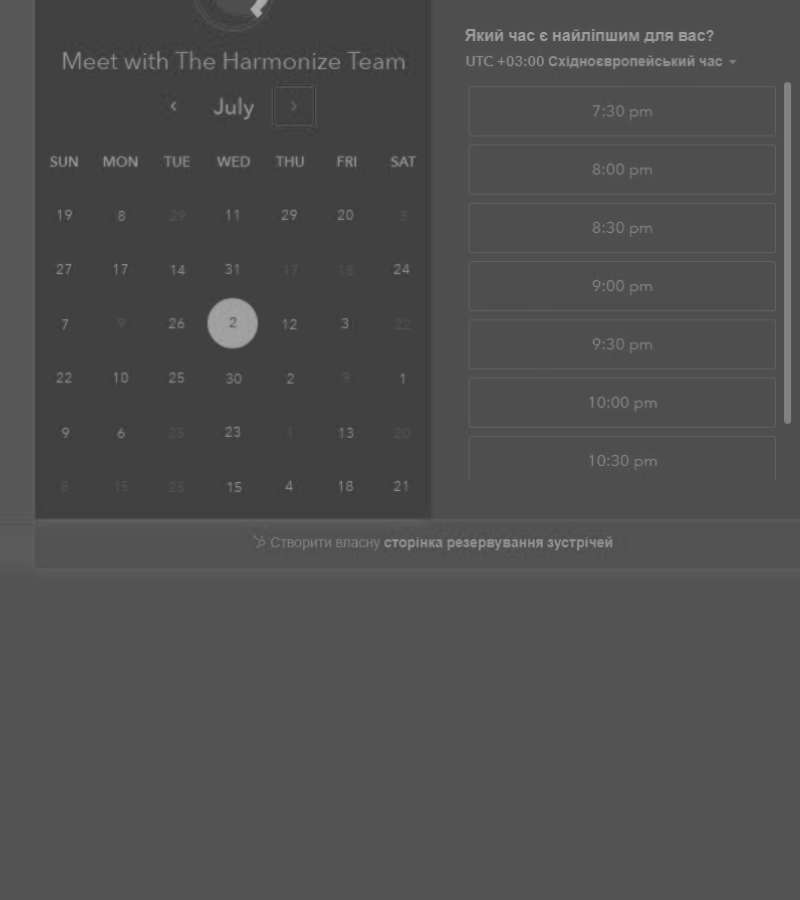 Meet with The Harmonize Team
July
SUN MON TUE WED THU FRI SAT
19 8 29 11 29 20 3
27 17 14 31 17 18 24
7 9 26 2 12 3 22
22 10 25 30 2 9 1
9 6 25 23 1 13 20
8 15 25 15 4 18 21
Який час є найліпшим для вас?
UTC +03:00 Східноєвропейський час
7:30 pm
8:00 pm
8:30 pm
9:00 pm
9:30 pm
10:00 pm
10:30 pm
Створити власну сторінка резервування зустрічей